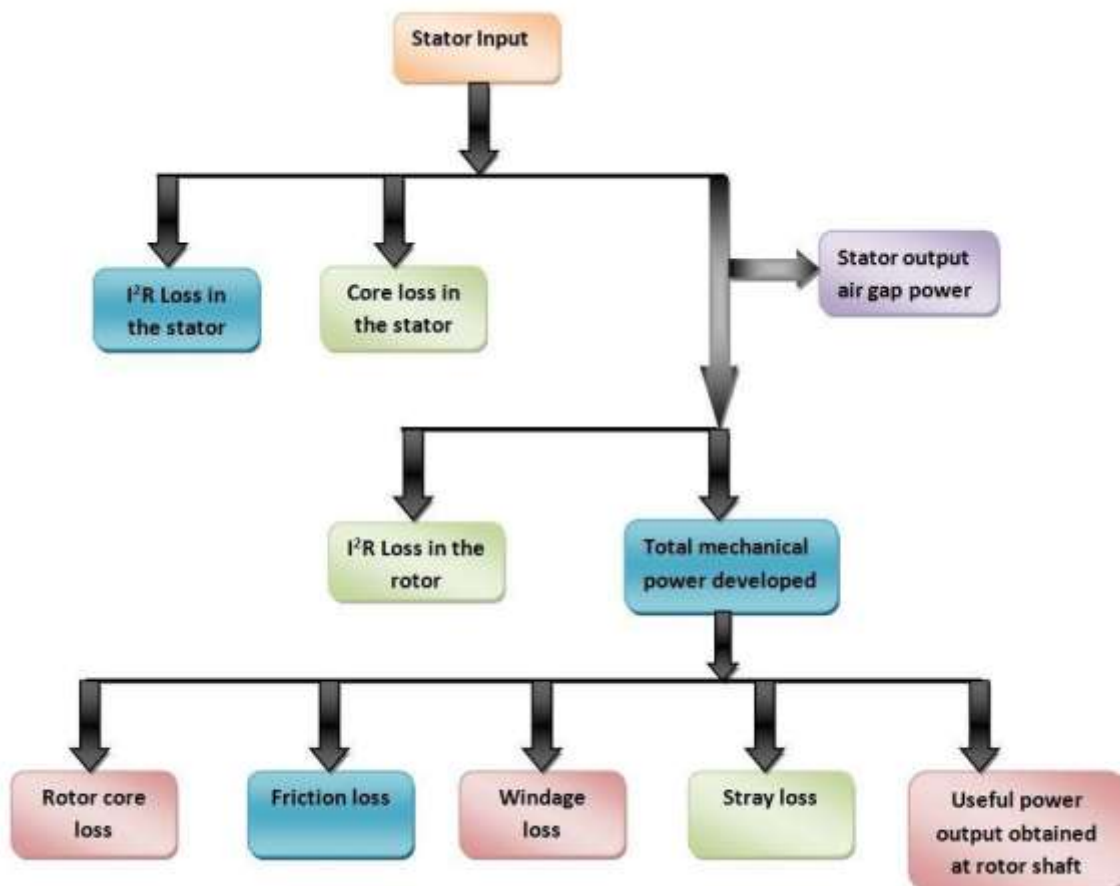 Stator Input
I²R Loss in
the stator
Core loss in
the stator
Stator output
air gap power
I²R Loss in the
rotor
Total mechanical
power developed
Rotor core
loss
Friction loss
Windage
loss
Stray loss
Useful power
output obtained
at rotor shaft